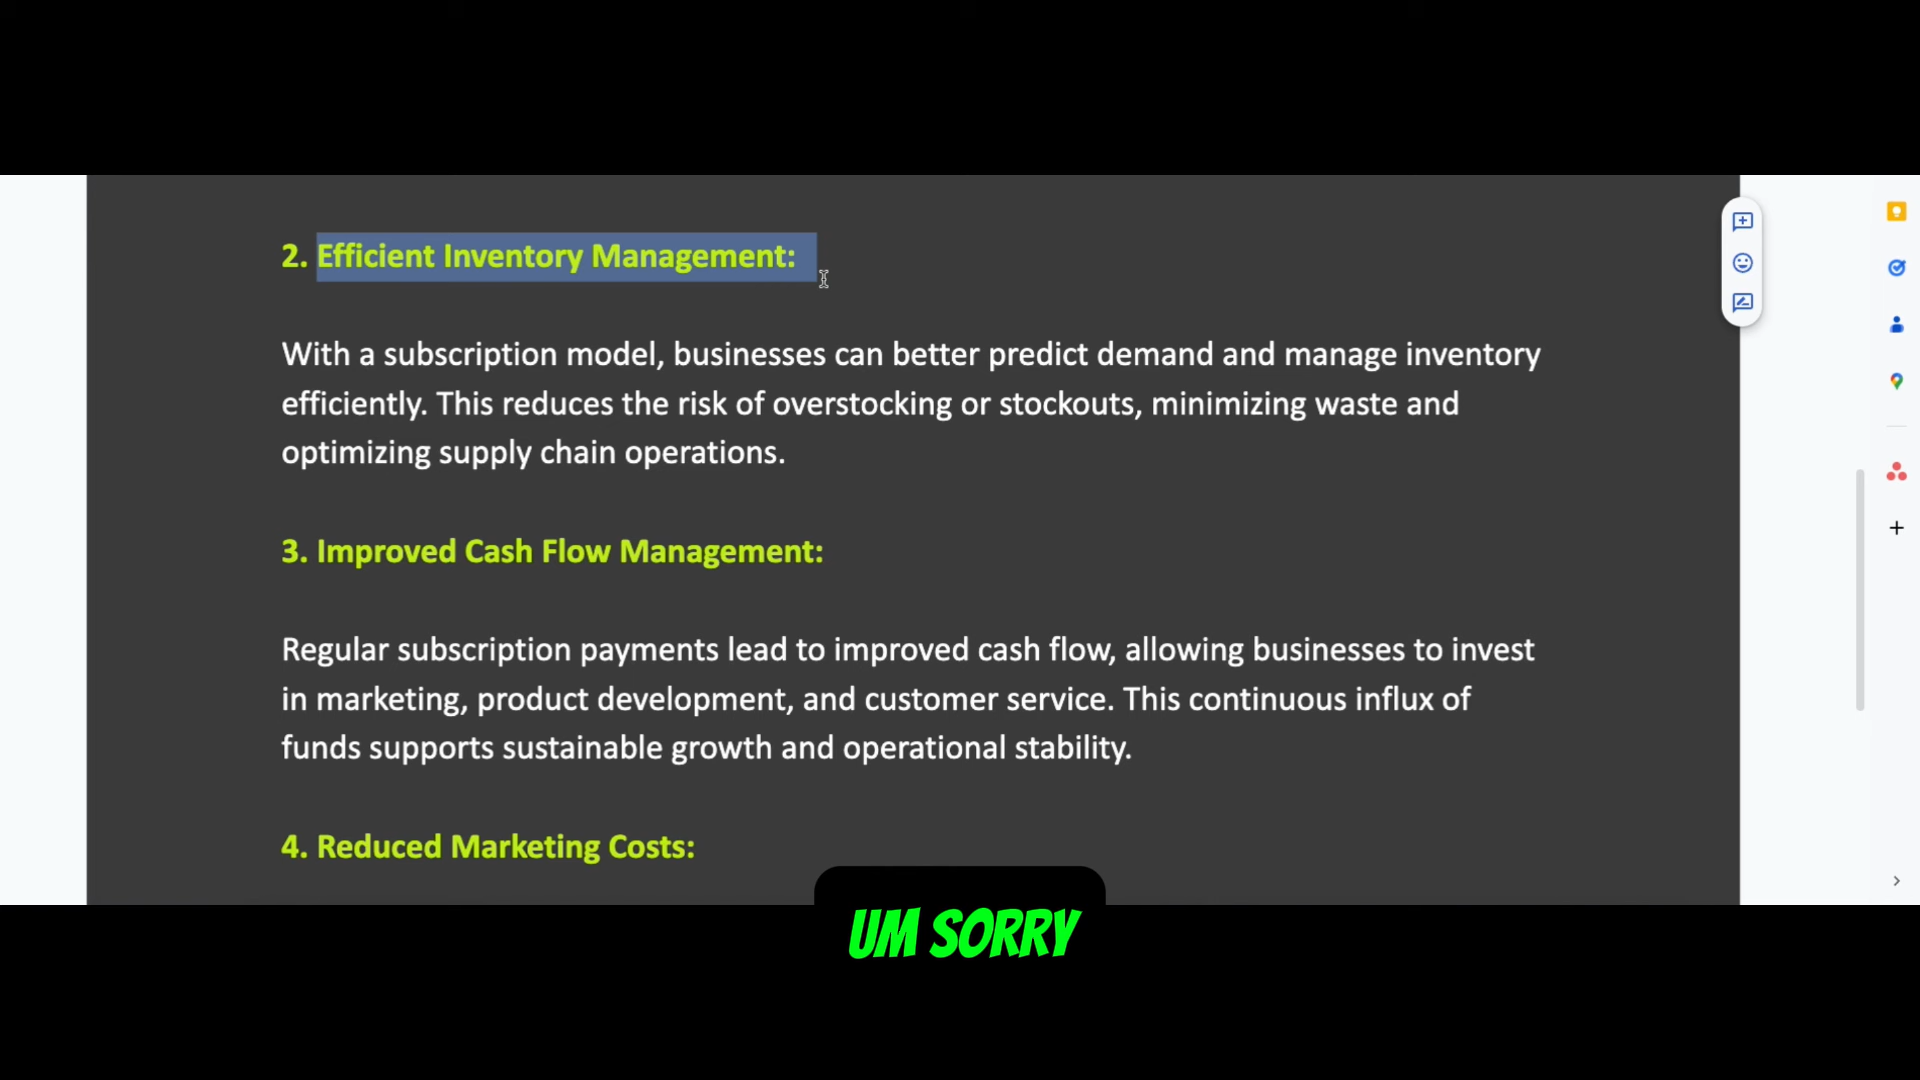 2. Efficient Inventory Management:
With a subscription model, businesses can better predict demand and manage inventory
efficiently. This reduces the risk of overstocking or stockouts, minimizing waste and
optimizing supply chain operations.
3. Improved Cash Flow Management:
Regular subscription payments lead to improved cash flow, allowing businesses to invest
in marketing, product development, and customer service. This continuous influx of
funds supports sustainable growth and operational stability.
4. Reduced Marketing Costs:
UM SORRY